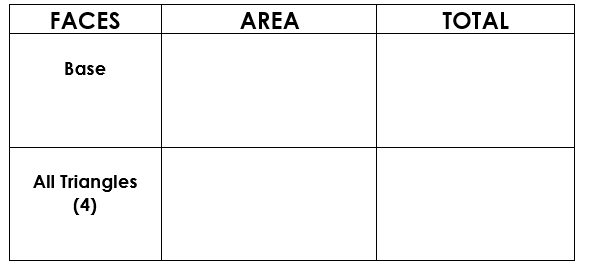 FACES AREA TOTAL
Base
All Triangles
(4)